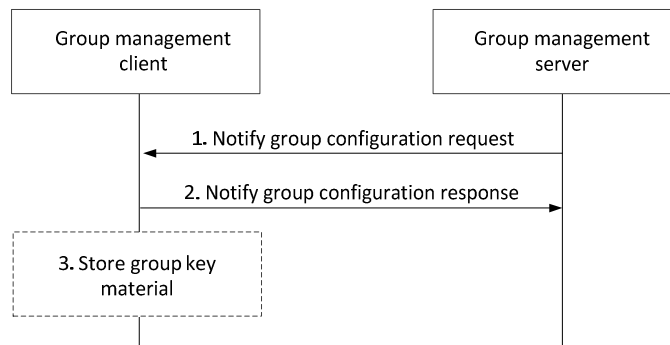 Group management
client
Group management
server
1. Notify group configuration request
2. Notify group configuration response
3. Store group key
material